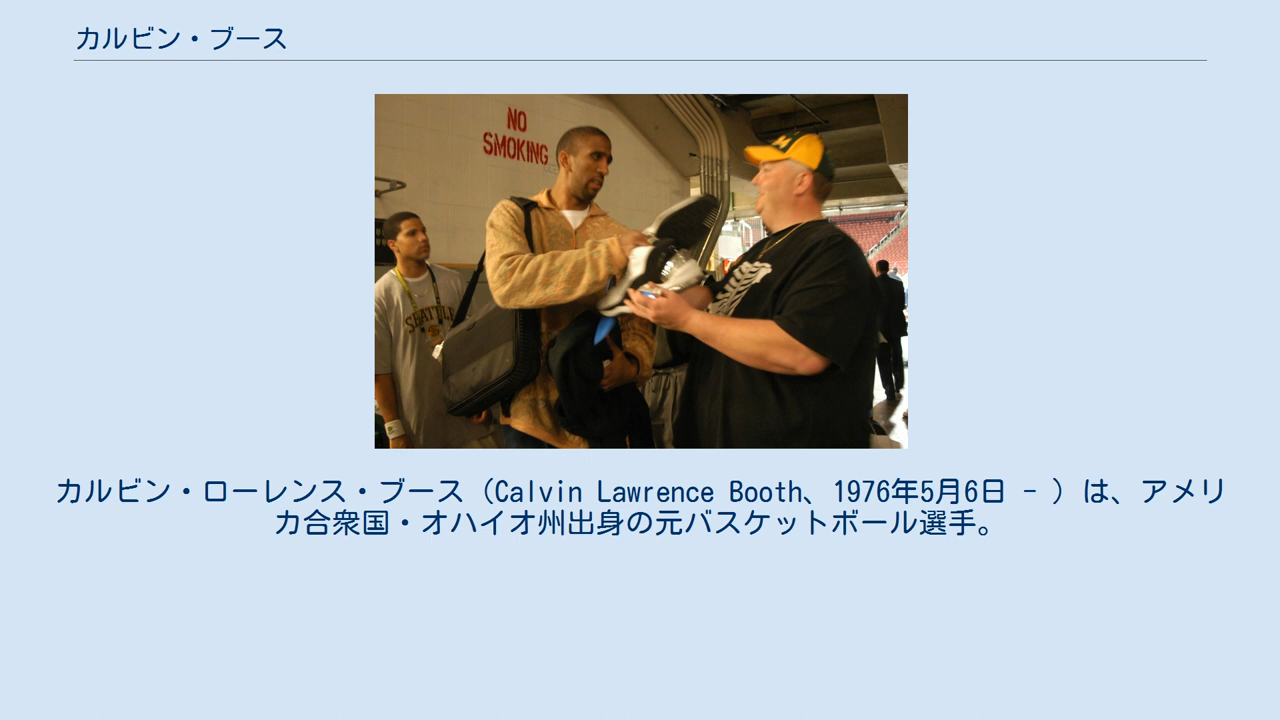 カルビン・ブース
NO
SMOKING
SEATTLE
カルビン・ローレンス・ブース（Calvin Lawrence Booth、1976年5月6日 - ）は、アメリ
カ合衆国・オハイオ州出身の元バスケットボール選手。